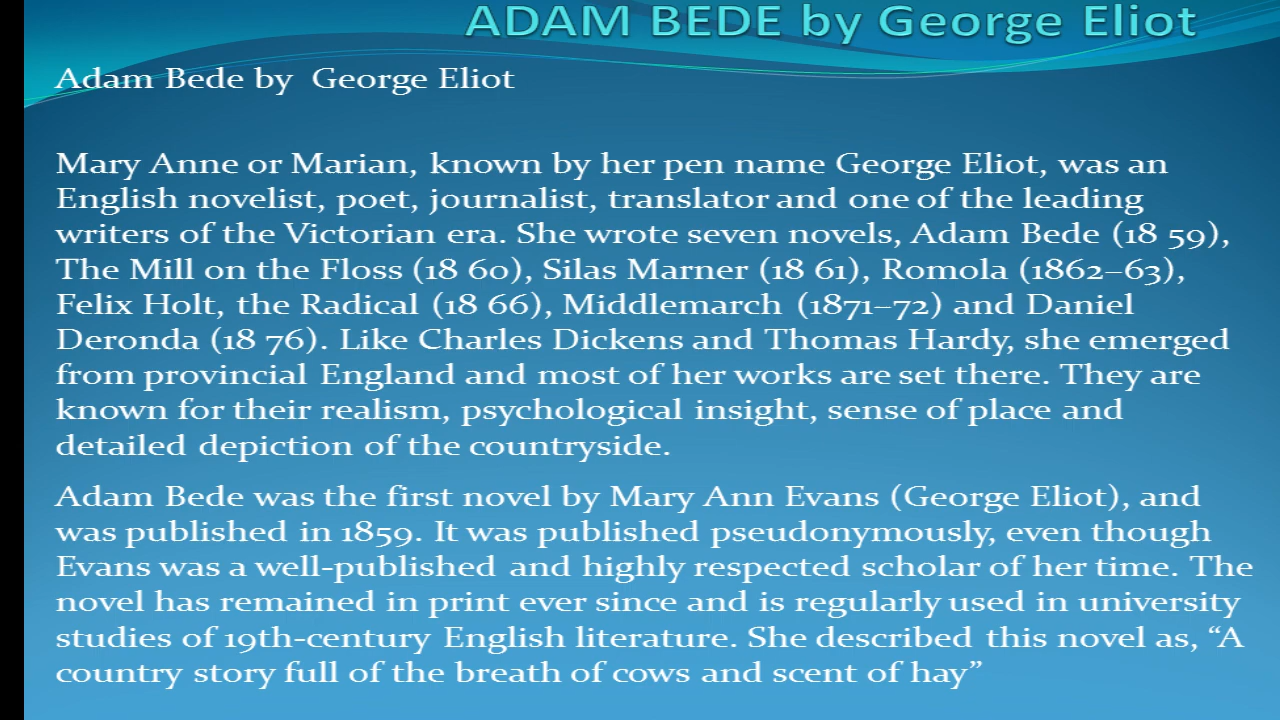 ADAM BEDE by George Eliot
Adam Bede by  George Eliot
Mary Anne or Marian, known by her pen name George Eliot, was an
English novelist, poet, journalist, translator and one of the leading
writers of the Victorian era. She wrote seven novels, Adam Bede (18 59),
The Mill on the Floss (18 60), Silas Marner (18 61), Romola (1862–63),
Felix Holt, the Radical (18 66), Middlemarch (1871–72) and Daniel
Deronda (18 76). Like Charles Dickens and Thomas Hardy, she emerged
from provincial England and most of her works are set there. They are
known for their realism, psychological insight, sense of place and
detailed depiction of the countryside.
Adam Bede was the first novel by Mary Ann Evans (George Eliot), and
was published in 1859. It was published pseudonymously, even though
Evans was a well-published and highly respected scholar of her time. The
novel has remained in print ever since and is regularly used in university
studies of 19th-century English literature. She described this novel as, “A
country story full of the breath of cows and scent of hay”